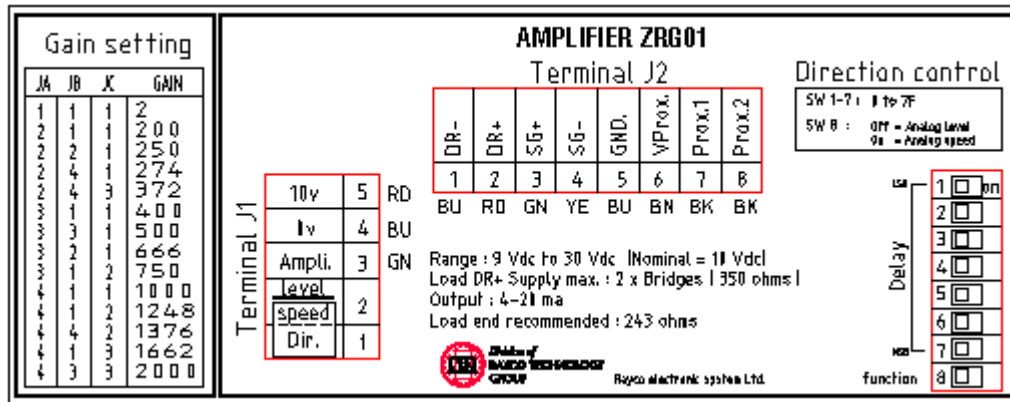 Gain setting
JA JB JC GAIN
1 1 1 2
2 1 1 200
2 2 1 250
2 4 1 274
2 4 3 372
3 1 1 400
3 3 1 500
3 2 1 666
3 1 2 750
4 1 1 1000
4 1 2 1248
4 4 2 1376
4 1 3 1662
4 3 3 2000
AMPLIFIER ZRG01
Terminal J2
DR- DR+ SG+ SG- GND. VProx. Prox.1 Prox.2
1 2 3 4 5 6 7 8
BU RD GN YE BU BN BK BK
Terminal J1
10v 5 RD
0v 4 BU
Ampli. 3 GN
level
speed 2
Dir. 1
Range : 9 Vdc to 30 Vdc (Nominal = 10 Vdc)
Load DR+ Supply max. : 2 x Bridges ( 350 ohms )
Output : 4-20 ma
Load end recommended : 243 ohms
Division of
RAYCO TECHNOLOGY
GROUP
Rayco electronic system Ltd.
Direction control
SW 1-7 : 0 to 7F
SW 8 : Off = Analog level
On = Analog speed
LSB 1 on
2
3
Delay 4
5
6
MSB 7
function 8